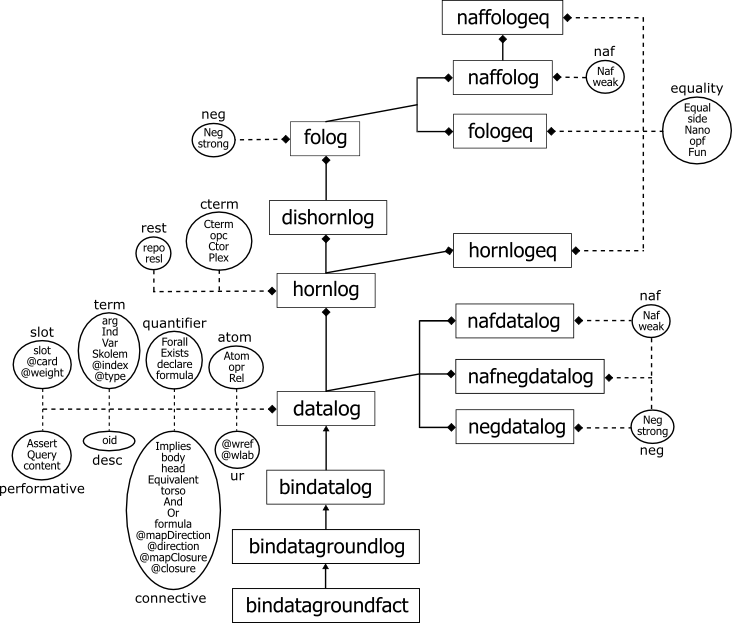 naffologeq
naf
naffolog
Naf
weak
equality
neg
Equal
side
Nano
opf
Fun
Neg
strong
folog
fologeq
cterm
dishornlog
rest
Cterm
opc
Ctor
Plex
repo
resl
hornlogeq
hornlog
term
naf
slot
arg
Ind
Var
Skolem
@index
@type
quantifier
atom
nafdatalog
Naf
weak
slot
@card
@weight
Forall
Exists
declare
formula
Atom
opr
Rel
nafnegdatalog
datalog
negdatalog
Neg
strong
neg
Assert
Query
content
oid
desc
@wref
@wlab
ur
performative
Implies
body
head
Equivalent
torso
And
Or
formula
@mapDirection
@direction
@mapClosure
@closure
connective
bindatalog
bindatagroundlog
bindatagroundfact